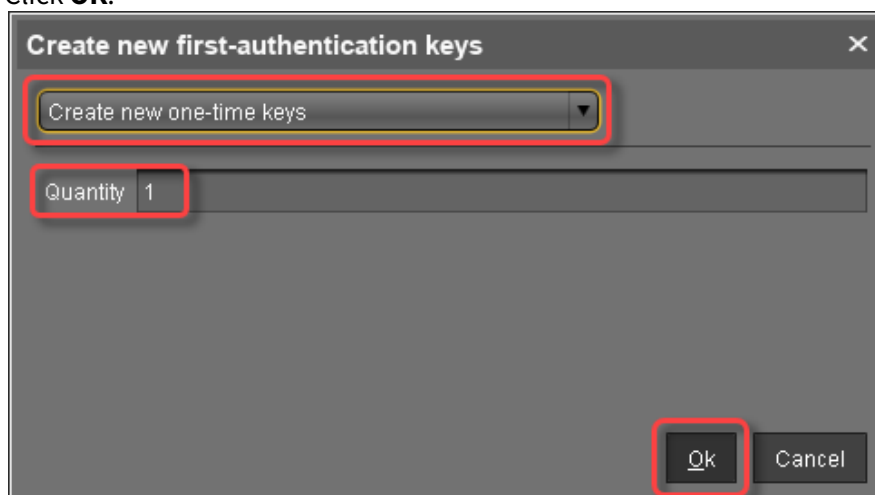 Click OK.
Create new first-authentication keys ×
Create new one-time keys
Quantity 1
Ok Cancel